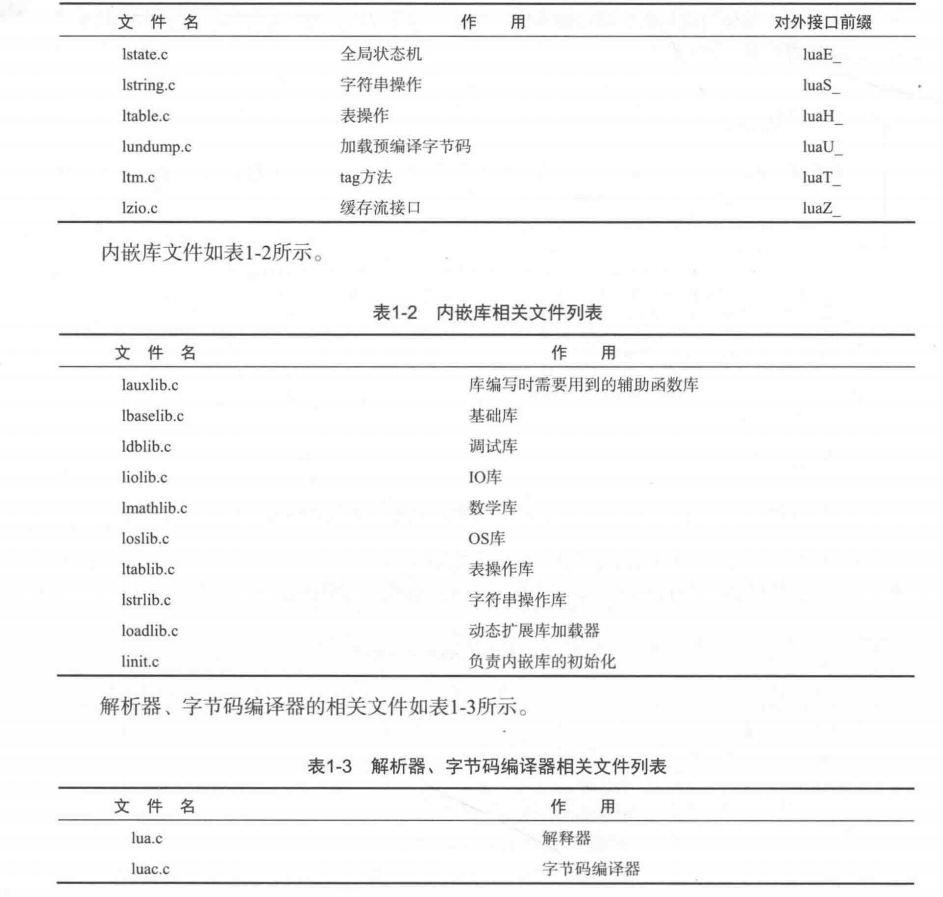 文 件 名 作 用 对外接口前缀
lstate.c 全局状态机 luaE_
lstring.c 字符串操作 luaS_
ltable.c 表操作 luaH_
lundump.c 加载预编译字节码 luaU_
ltm.c tag方法 luaT_
lzio.c 缓存流接口 luaZ_
内嵌库文件如表1-2所示。
表1-2 内嵌库相关文件列表
文 件 名 作 用
lauxlib.c 库编写时需要用到的辅助函数库
lbaselib.c 基础库
ldblib.c 调试库
liolib.c IO库
lmathlib.c 数学库
loslib.c OS库
ltablib.c 表操作库
lstrlib.c 字符串操作库
loadlib.c 动态扩展库加载器
linit.c 负责内嵌库的初始化
解析器、字节码编译器的相关文件如表1-3所示。
表1-3 解析器、字节码编译器相关文件列表
文 件 名 作 用
lua.c 解释器
luac.c 字节码编译器